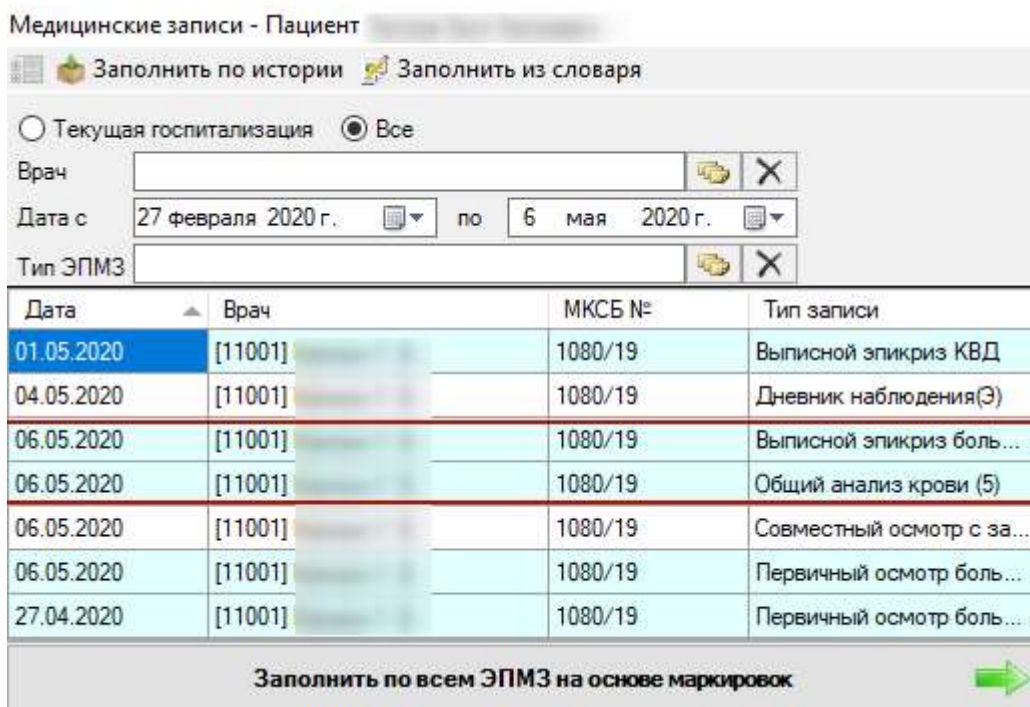 Медицинские записи - Пациент
Заполнить по истории Заполнить из словаря
Текущая госпитализация Все
Врач
Дата с 27 февраля 2020 г. по 6 мая 2020 г.
Тип ЭПМЗ
Дата Врач МКСБ № Тип записи
01.05.2020 [11001] 1080/19 Выписной эпикриз КВД
04.05.2020 [11001] 1080/19 Дневник наблюдения(Э)
06.05.2020 [11001] 1080/19 Выписной эпикриз боль...
06.05.2020 [11001] 1080/19 Общий анализ крови (5)
06.05.2020 [11001] 1080/19 Совместный осмотр с за...
06.05.2020 [11001] 1080/19 Первичный осмотр боль...
27.04.2020 [11001] 1080/19 Первичный осмотр боль...
Заполнить по всем ЭПМЗ на основе маркировок